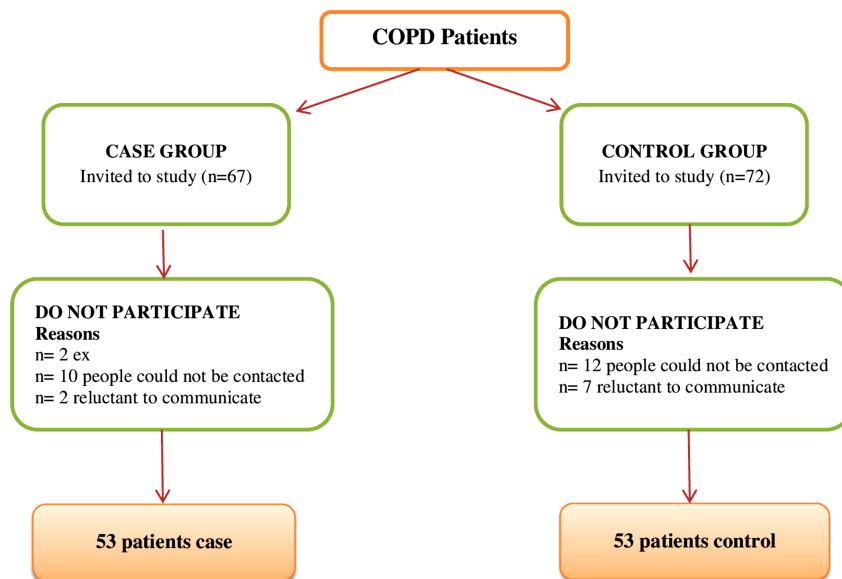 COPD Patients
CASE GROUP
Invited to study (n=67)
CONTROL GROUP
Invited to study (n=72)
DO NOT PARTICIPATE
Reasons
n= 2 ex
n= 10 people could not be contacted
n= 2 reluctant to communicate
DO NOT PARTICIPATE
Reasons
n= 12 people could not be contacted
n= 7 reluctant to communicate
53 patients case
53 patients control